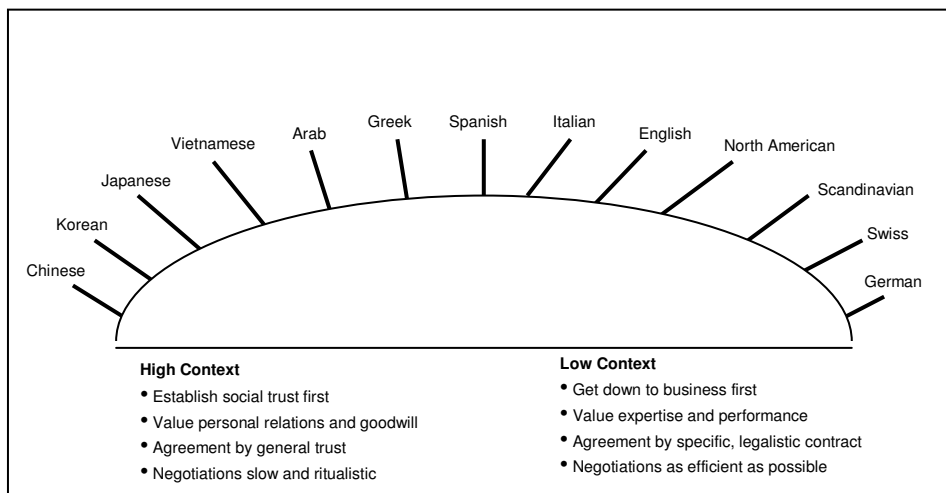 Chinese
Korean
Japanese
Vietnamese
Arab
Greek
Spanish
Italian
English
North American
Scandinavian
Swiss
German
High Context
• Establish social trust first
• Value personal relations and goodwill
• Agreement by general trust
• Negotiations slow and ritualistic
Low Context
• Get down to business first
• Value expertise and performance
• Agreement by specific, legalistic contract
• Negotiations as efficient as possible